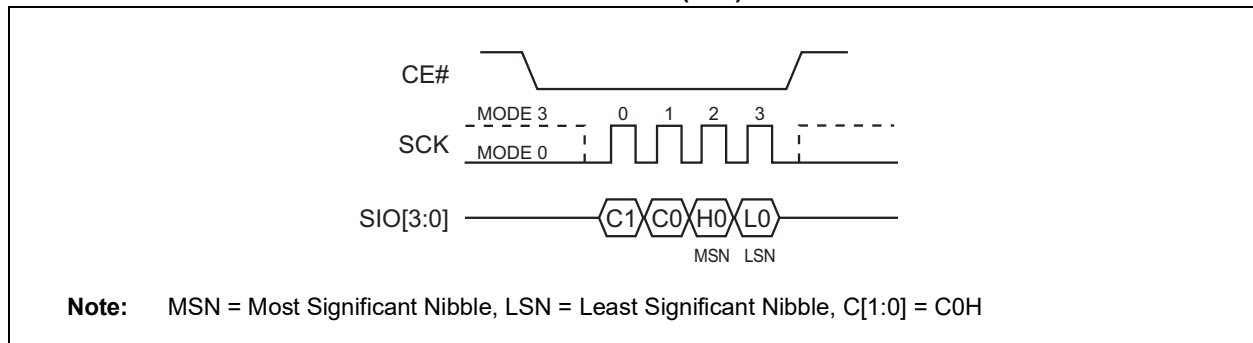 CE#
MODE 3 0 1 2 3
SCK
MODE 0
SIO[3:0] C1 C0 H0 L0
MSN LSN
Note: MSN = Most Significant Nibble, LSN = Least Significant Nibble, C[1:0] = C0H